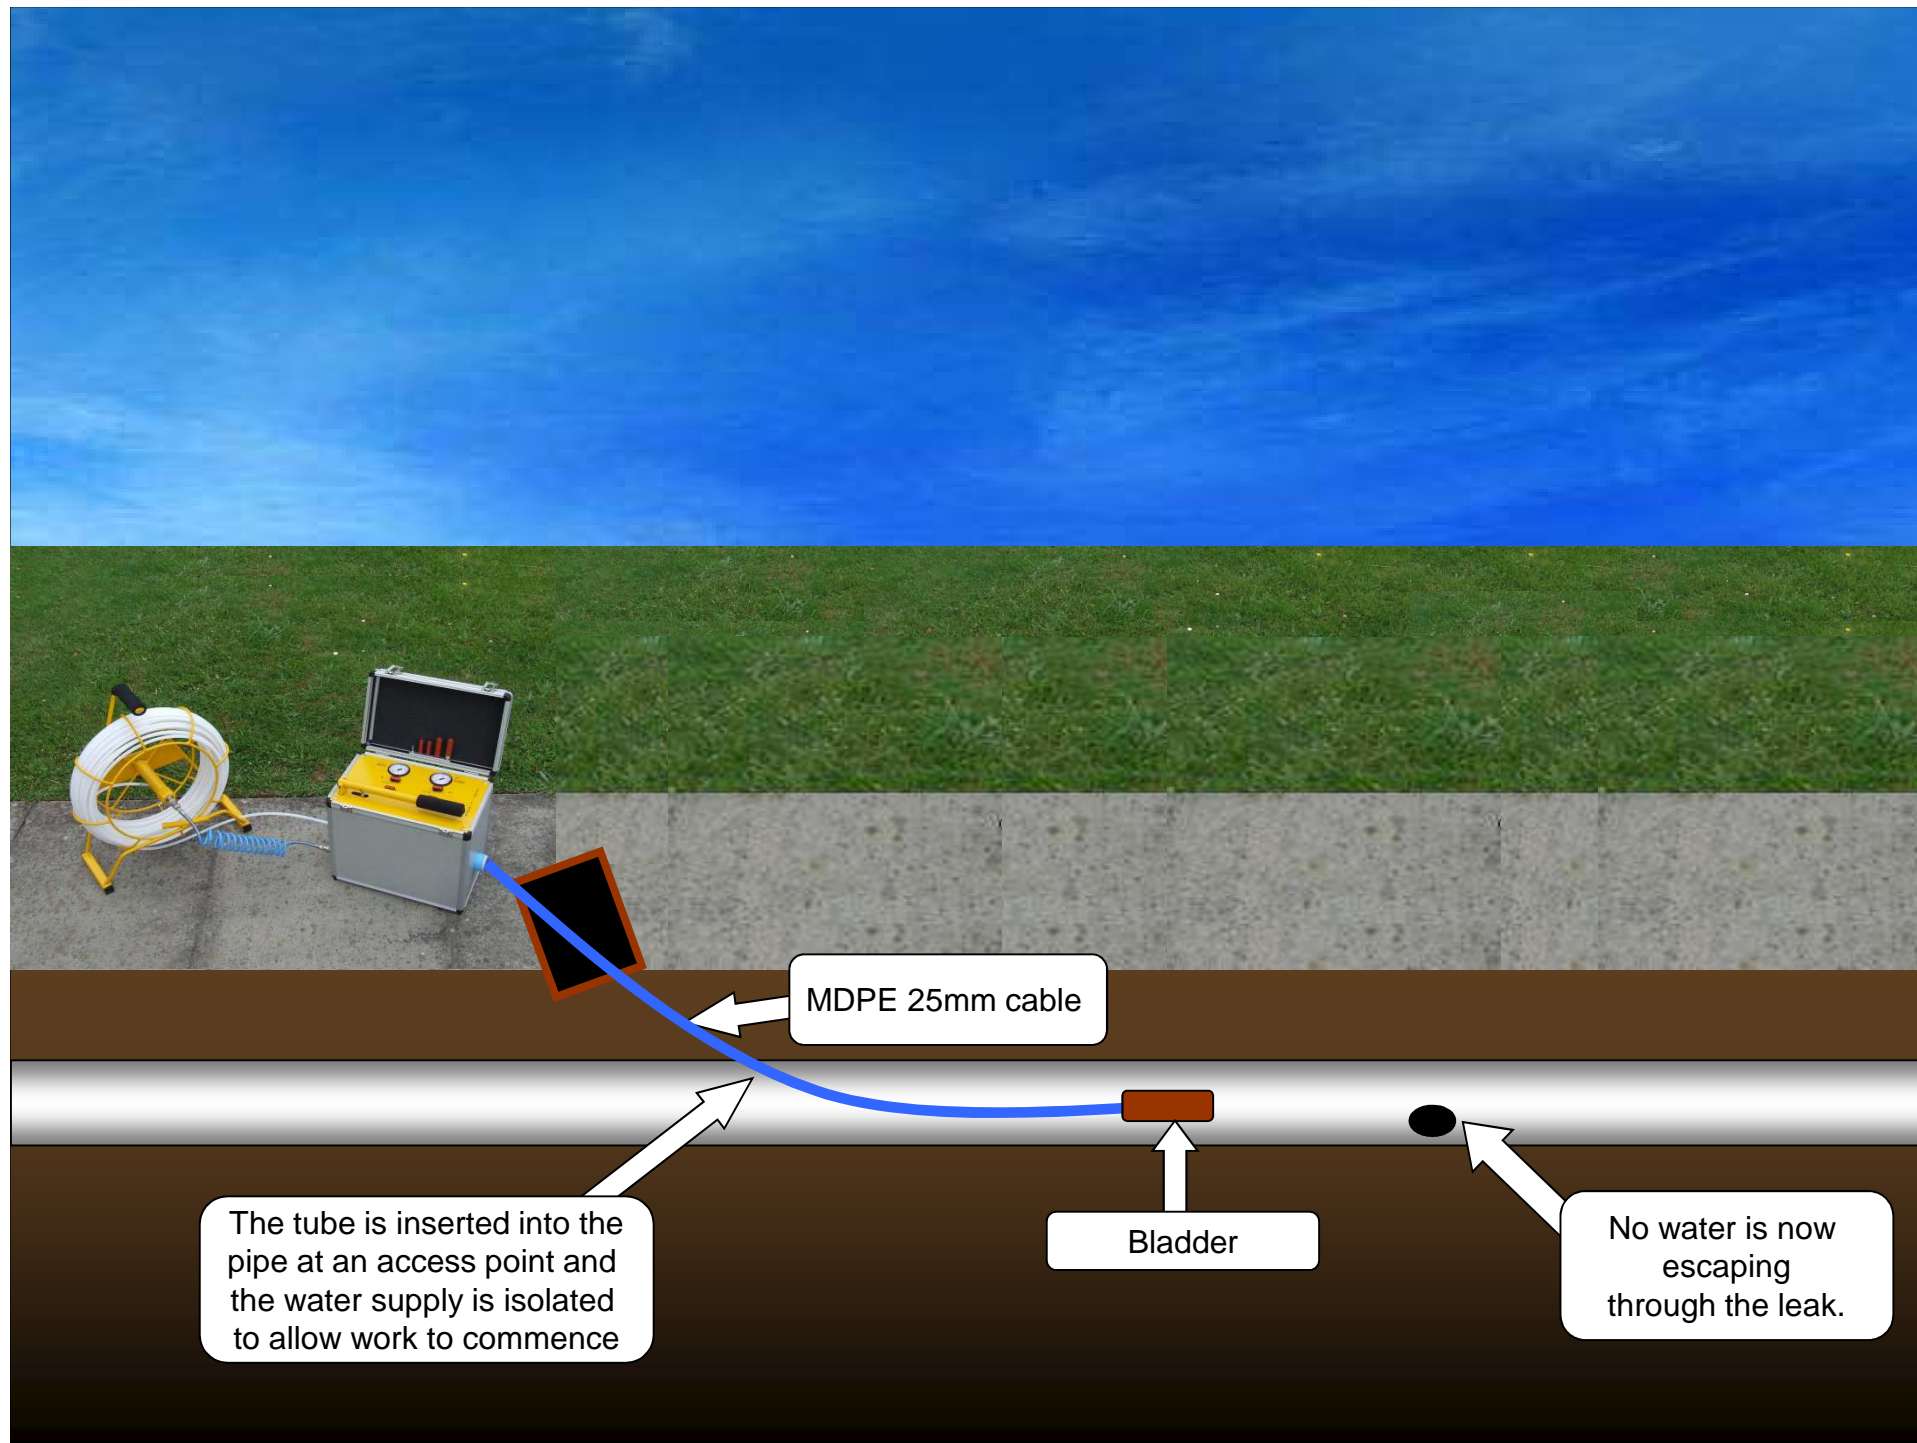 MDPE 25mm cable
The tube is inserted into the
pipe at an access point and
the water supply is isolated
to allow work to commence
Bladder
No water is now
escaping
through the leak.